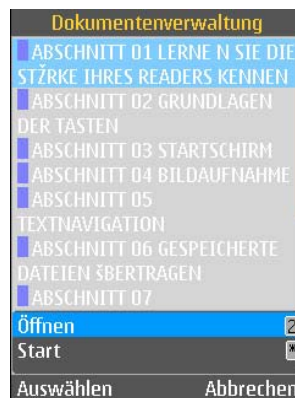 Dokumentenverwaltung
ABSCHNITT 01 LERNE N SIE DIE
STŽRKE IHRES READERS KENNEN
ABSCHNITT 02 GRUNDLAGEN
DER TASTEN
ABSCHNITT 03 STARTSCHIRM
ABSCHNITT 04 BILDAUFNAHME
ABSCHNITT 05
TEXTNAVIGATION
ABSCHNITT 06 GESPEICHERTE
DATEIEN šBERTRAGEN
ABSCHNITT 07
Öffnen 2
Start *
Auswählen Abbrechen